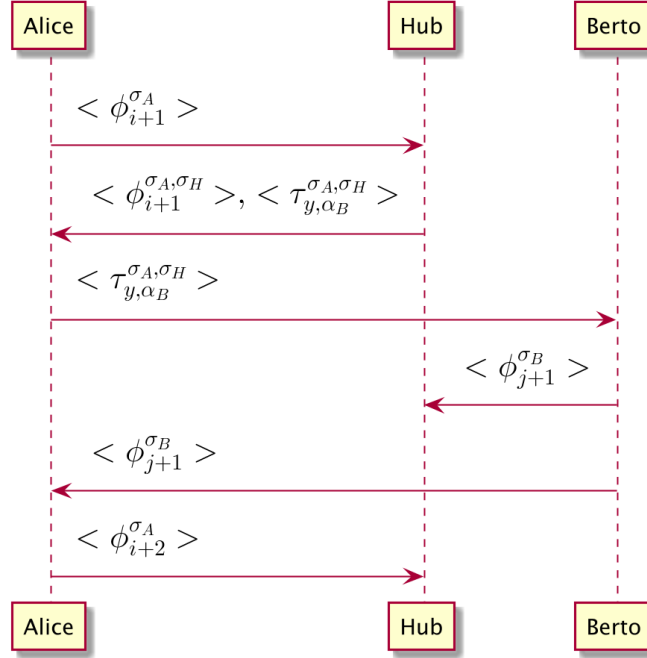 Alice Hub Berto
< ϕ_{i+1}^{σ_A} >
< ϕ_{i+1}^{σ_A,σ_H} >, < τ_{y,α_B}^{σ_A,σ_H} >
< τ_{y,α_B}^{σ_A,σ_H} >
< ϕ_{j+1}^{σ_B} >
< ϕ_{j+1}^{σ_B} >
< ϕ_{i+2}^{σ_A} >
Alice Hub Berto